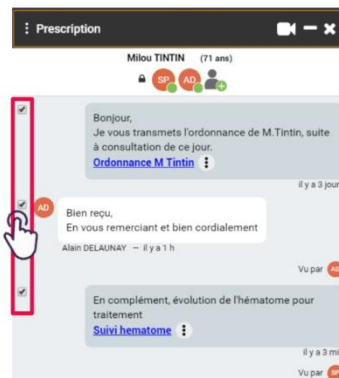 Prescription
Milou TINTIN (71 ans)
SP AD
Bonjour,
Je vous transmets l'ordonnance de M.Tintin, suite
à consultation de ce jour.
Ordonnance M Tintin
il y a 3 jour
AD
Bien reçu,
En vous remerciant et bien cordialement
Alain DELAUNAY — il y a 1 h
Vu par AD
En complément, évolution de l'hématome pour
traitement
Suivi hematome
il y a 3 mi
Vu par SP